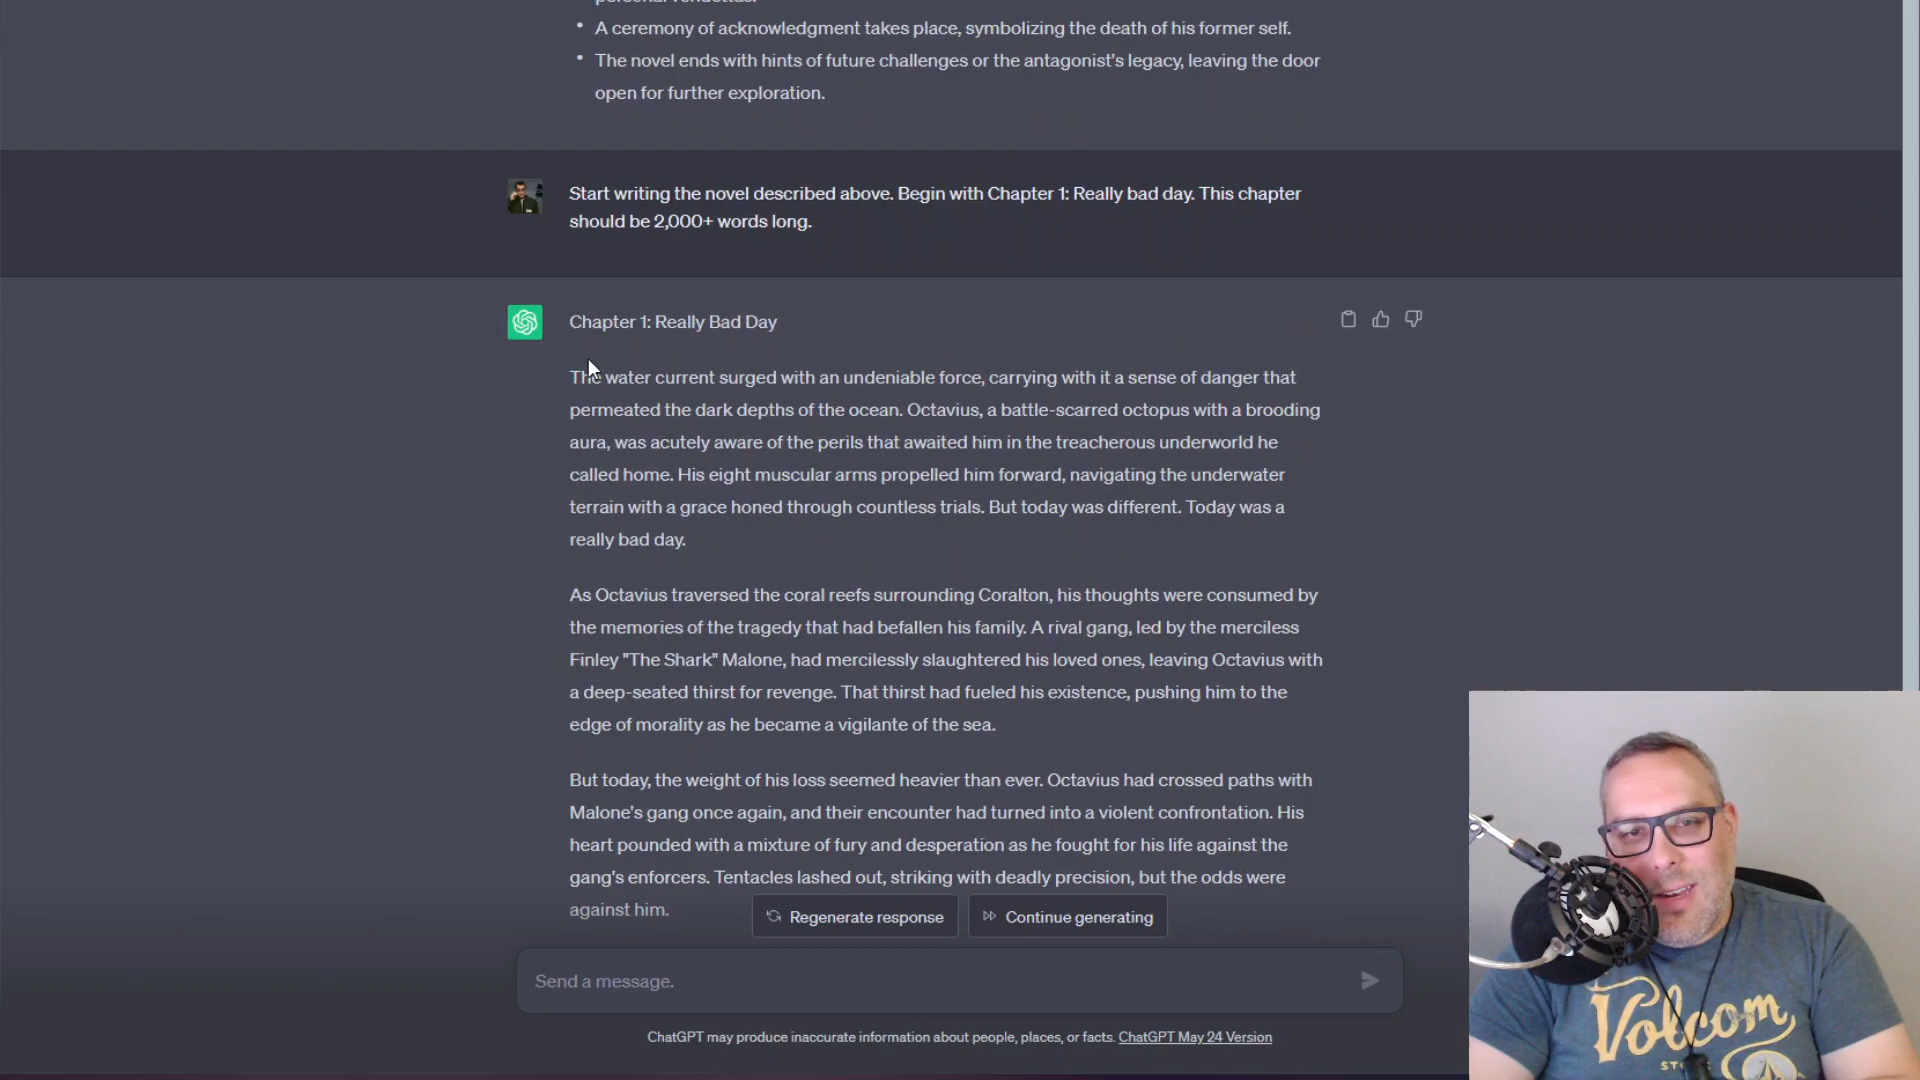 personal vendettas.
• A ceremony of acknowledgment takes place, symbolizing the death of his former self.
• The novel ends with hints of future challenges or the antagonist's legacy, leaving the door
open for further exploration.
Start writing the novel described above. Begin with Chapter 1: Really bad day. This chapter
should be 2,000+ words long.
Chapter 1: Really Bad Day
The water current surged with an undeniable force, carrying with it a sense of danger that
permeated the dark depths of the ocean. Octavius, a battle-scarred octopus with a brooding
aura, was acutely aware of the perils that awaited him in the treacherous underworld he
called home. His eight muscular arms propelled him forward, navigating the underwater
terrain with a grace honed through countless trials. But today was different. Today was a
really bad day.
As Octavius traversed the coral reefs surrounding Coralton, his thoughts were consumed by
the memories of the tragedy that had befallen his family. A rival gang, led by the merciless
Finley "The Shark" Malone, had mercilessly slaughtered his loved ones, leaving Octavius with
a deep-seated thirst for revenge. That thirst had fueled his existence, pushing him to the
edge of morality as he became a vigilante of the sea.
But today, the weight of his loss seemed heavier than ever. Octavius had crossed paths with
Malone's gang once again, and their encounter had turned into a violent confrontation. His
heart pounded with a mixture of fury and desperation as he fought for his life against the
gang's enforcers. Tentacles lashed out, striking with deadly precision, but the odds were
against him.
Regenerate response
Continue generating
Send a message.
ChatGPT may produce inaccurate information about people, places, or facts. ChatGPT May 24 Version
Volcom